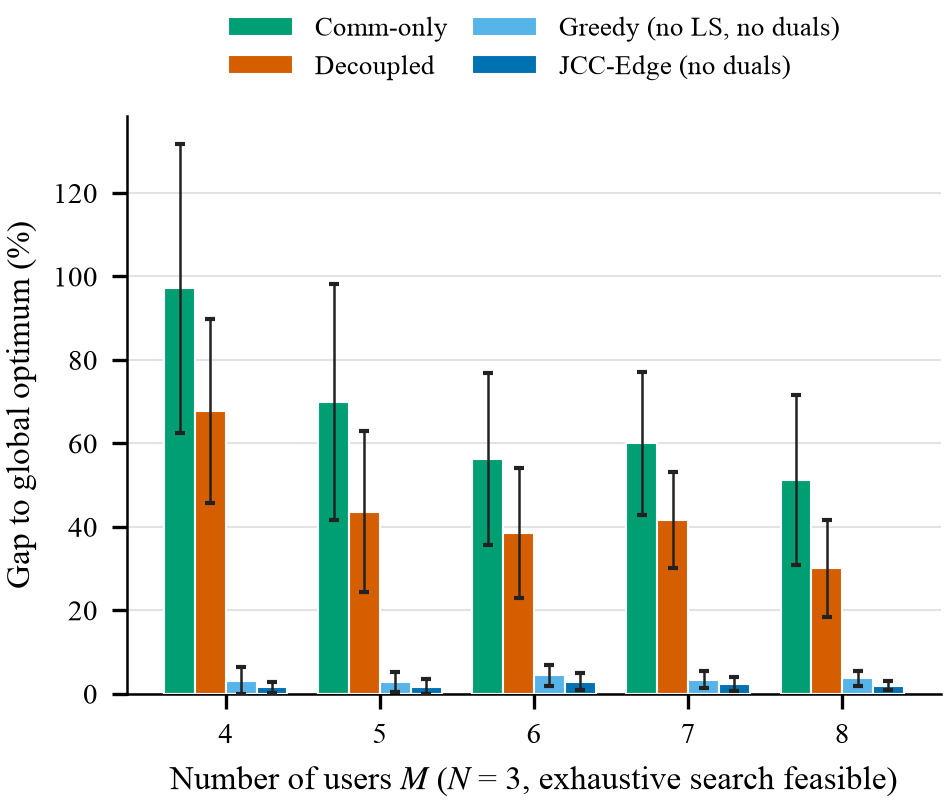 Comm-only
Decoupled
Greedy (no LS, no duals)
JCC-Edge (no duals)
Gap to global optimum (%)
120
100
80
60
40
20
0
4 5 6 7 8
Number of users M (N = 3, exhaustive search feasible)